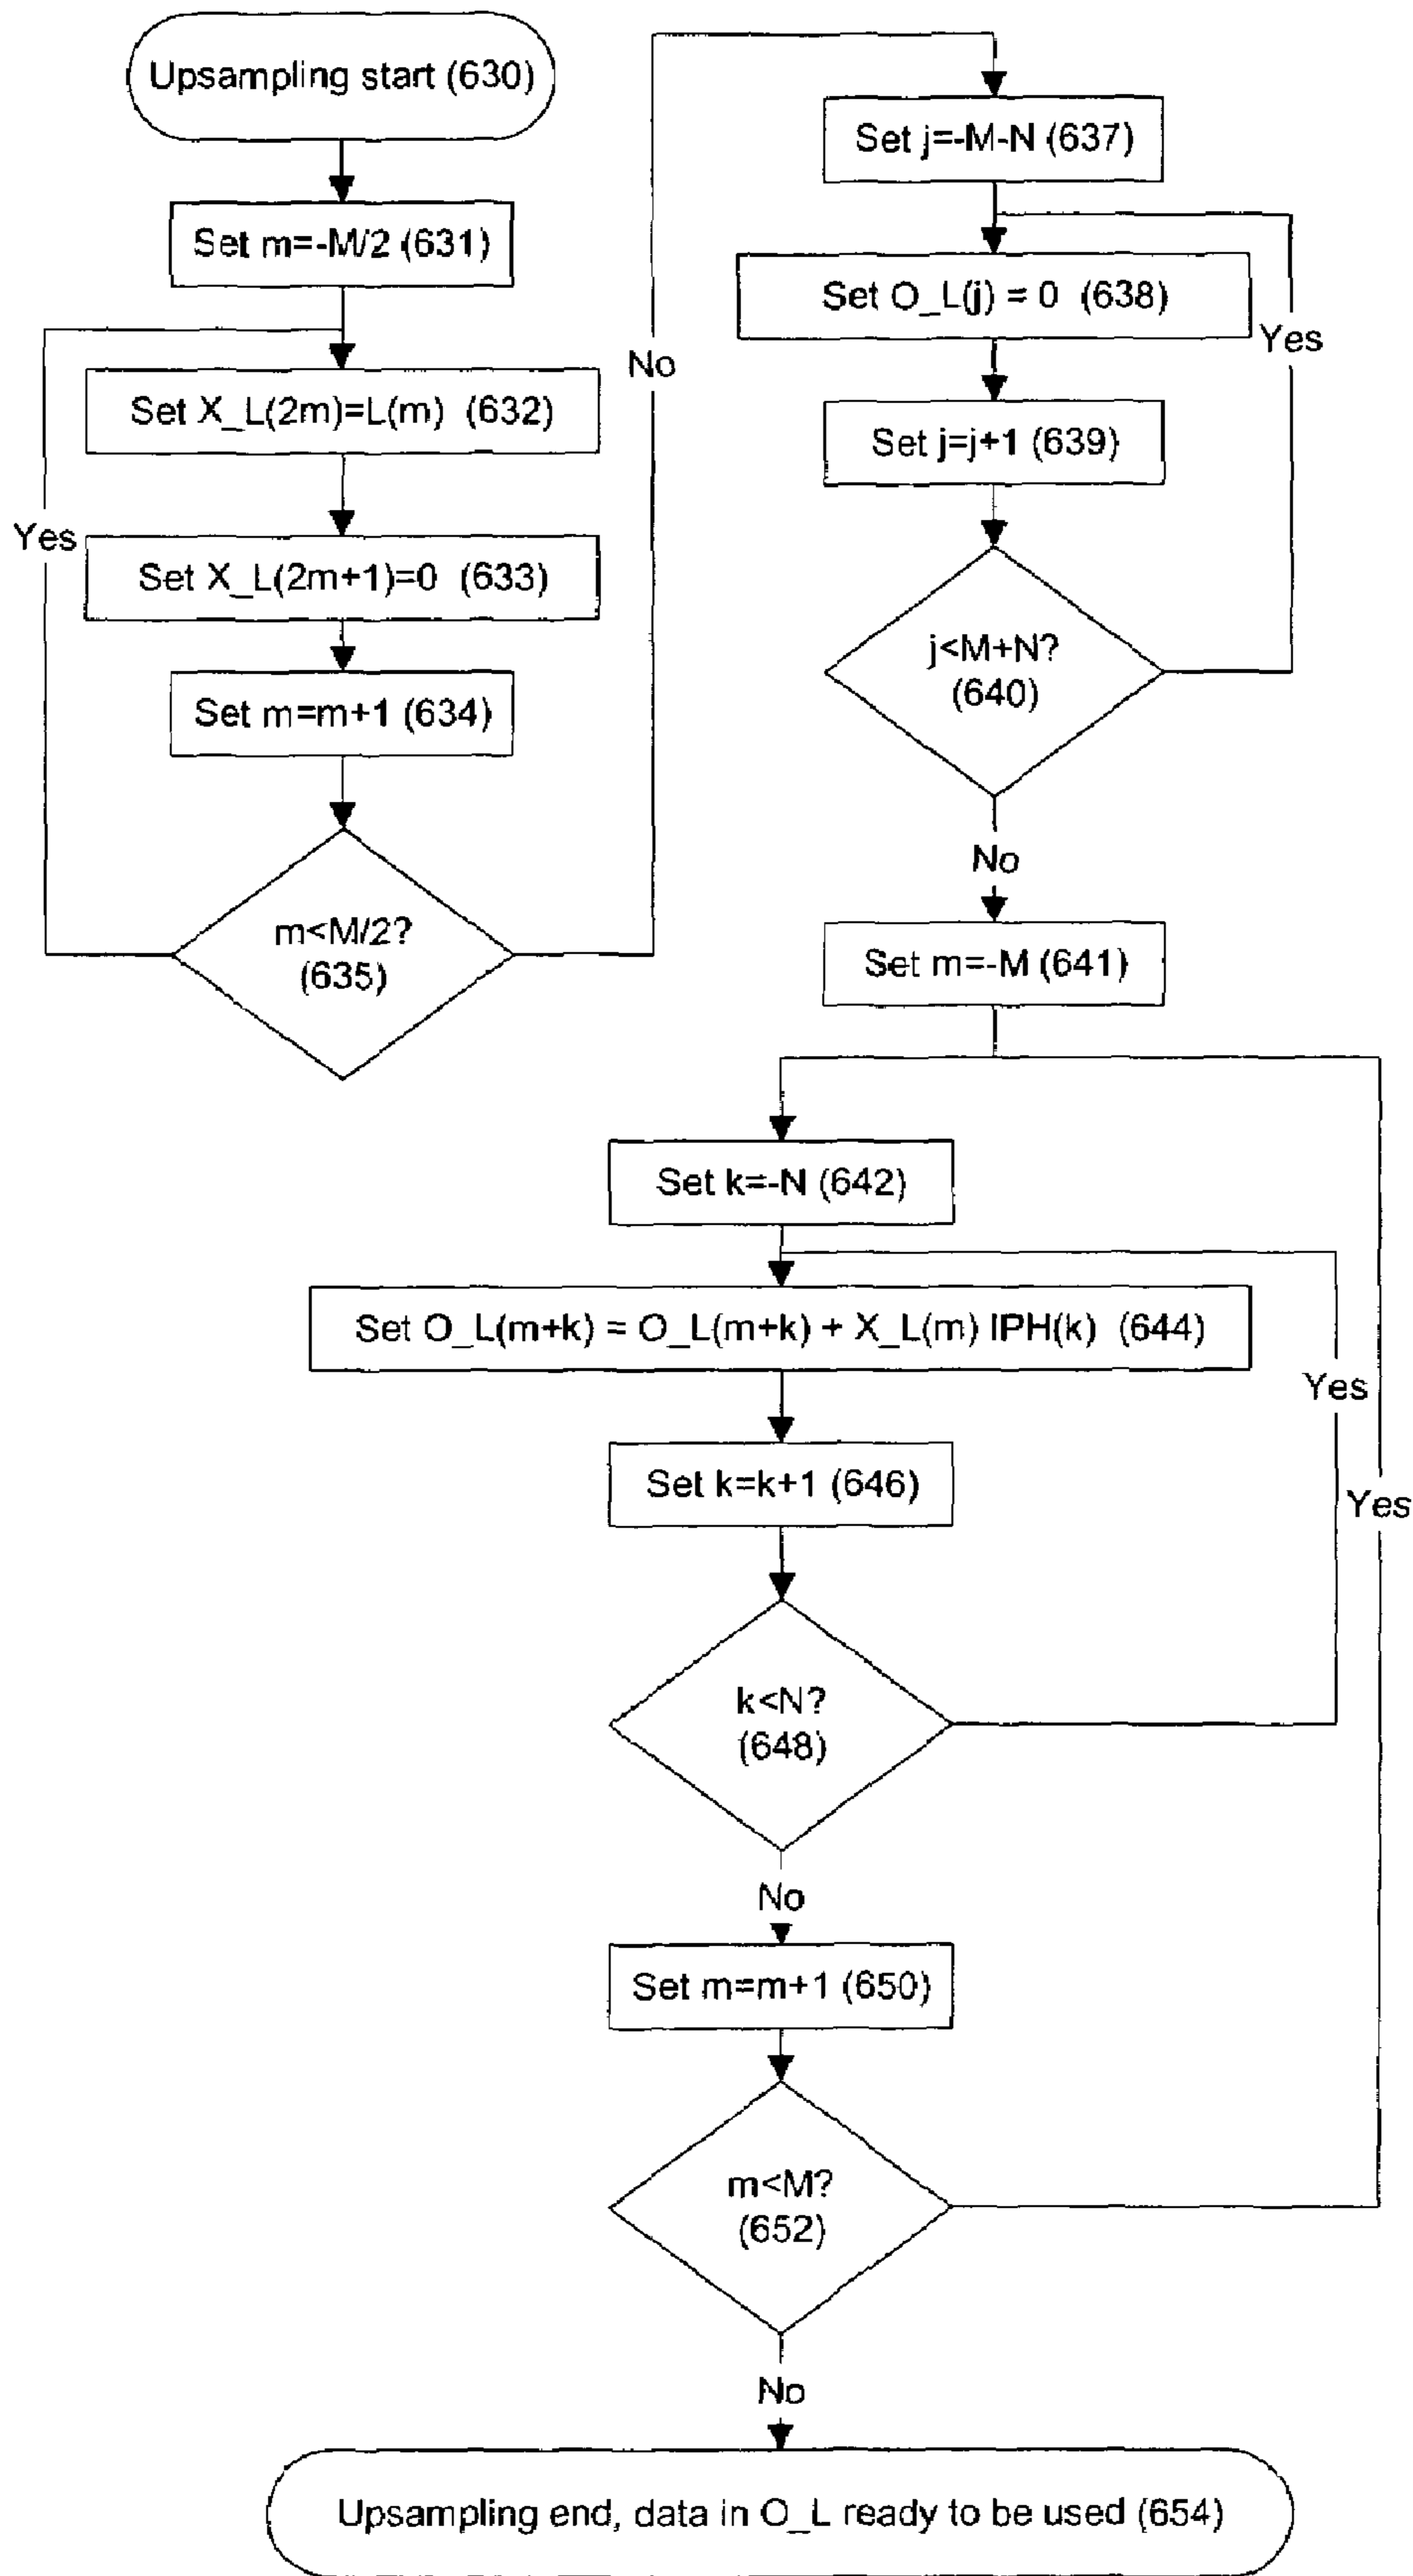 Upsampling start (630)
Set m=-M/2 (631)
Set X_L(2m)=L(m) (632)
Set X_L(2m+1)=0 (633)
Set m=m+1 (634)
m<M/2?
(635)
Yes
No
Set j=-M-N (637)
Set O_L(j) = 0 (638)
Set j=j+1 (639)
j<M+N?
(640)
Yes
No
Set m=-M (641)
Set k=-N (642)
Set O_L(m+k) = O_L(m+k) + X_L(m) IPH(k) (644)
Set k=k+1 (646)
k<N?
(648)
Yes
No
Set m=m+1 (650)
m<M?
(652)
Yes
No
Upsampling end, data in O_L ready to be used (654)